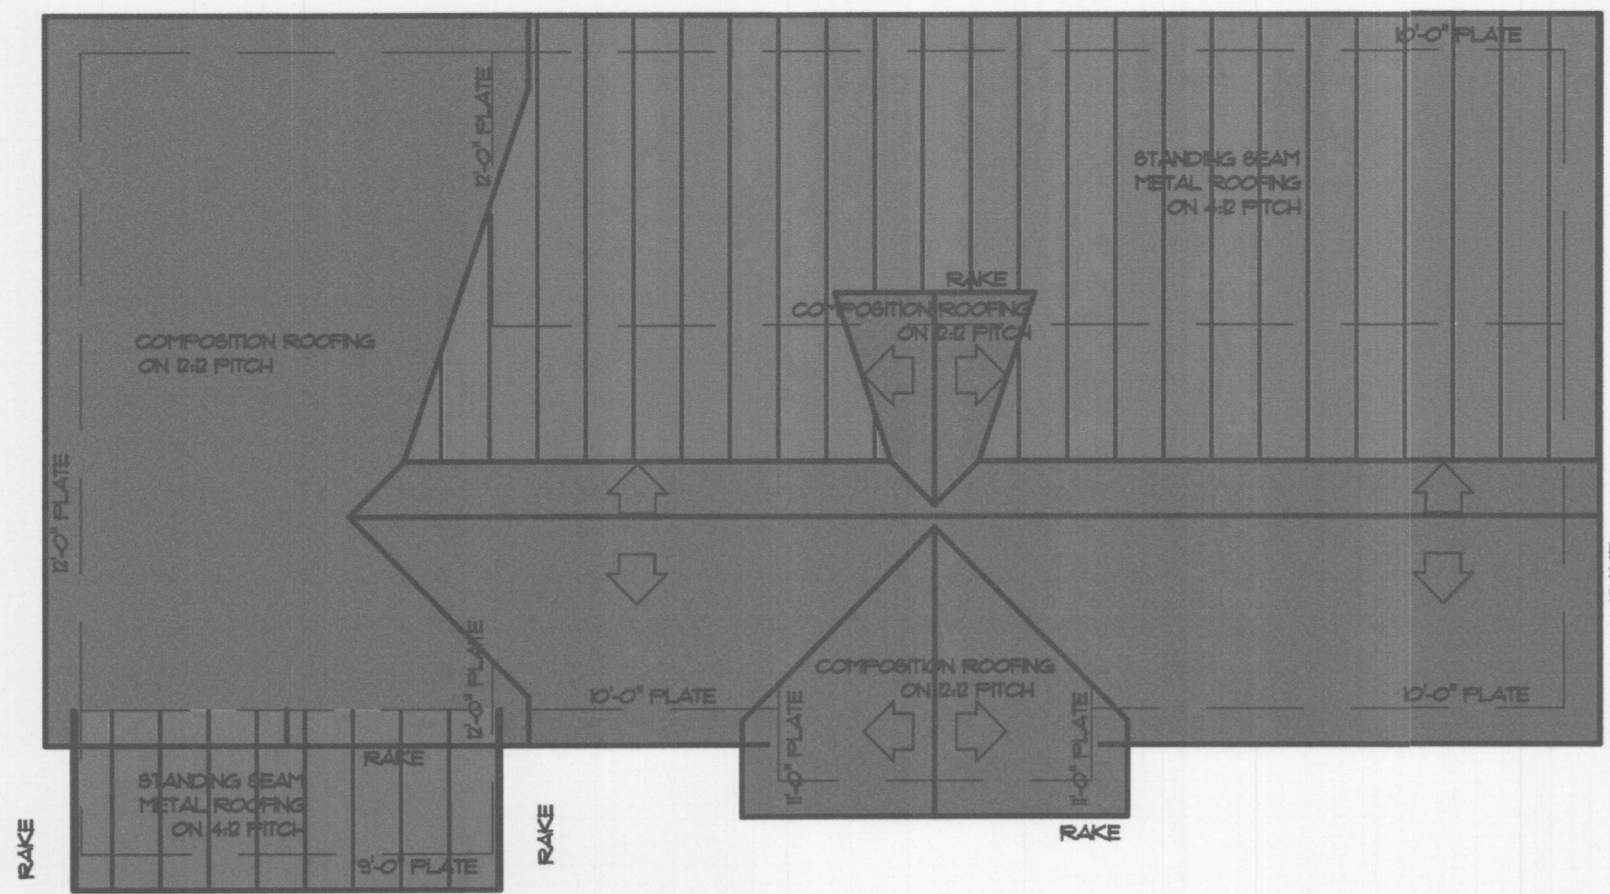 10'-0" PLATE
12'-0" PLATE
STANDING SEAM
METAL ROOFING
ON 4:12 PITCH
RAKE
COMPOSITION ROOFING
ON 12:12 PITCH
COMPOSITION ROOFING
ON 12:12 PITCH
12'-0" PLATE
12'-0" PLATE
COMPOSITION ROOFING
ON 12:12 PITCH
10'-0" PLATE
10'-0" PLATE
11'-0" PLATE
11'-0" PLATE
RAKE
STANDING SEAM
METAL ROOFING
ON 4:12 PITCH
RAKE
RAKE
RAKE
9'-0" PLATE